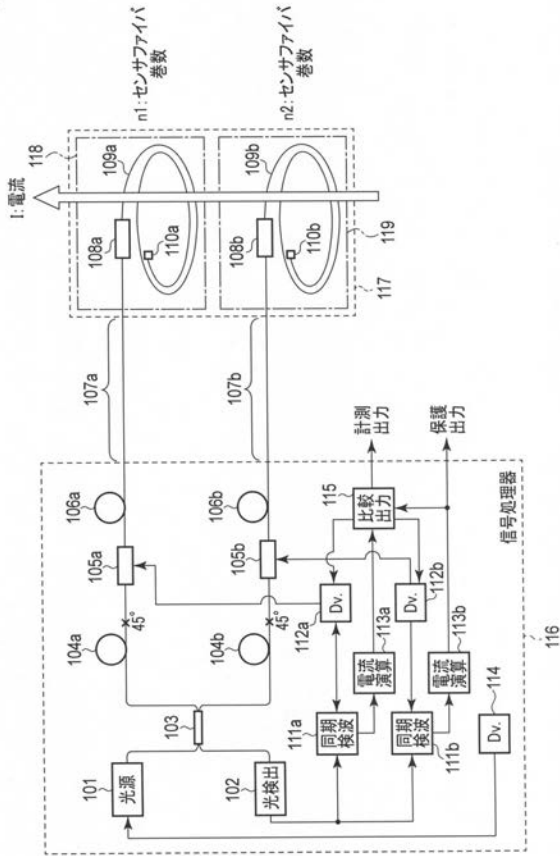 I:電流
118
109a
108a
110a
n1:センサファイバ
巻数
109b
108b
110b
n2:センサファイバ
巻数
119
117
107a
107b
106a
105a
45°
104a
106b
105b
45°
104b
103
101
光源
102
光検出
計測
出力
保護
出力
115
比較
出力
Dv.
112a
Dv.
112b
113a
電流
演算
113b
電流
演算
111a
同期
検波
同期
検波
111b
114
Dv.
信号処理器
116